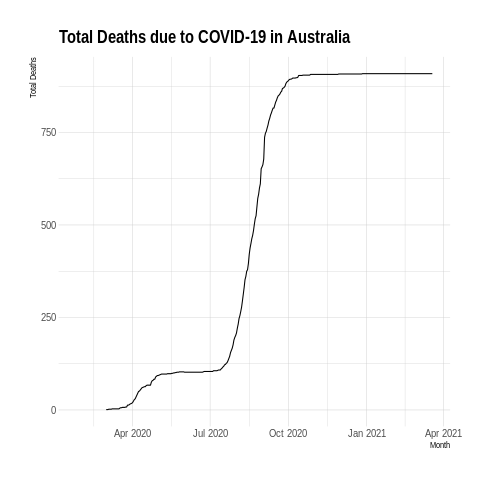 Total Deaths due to COVID-19 in Australia
Total Deaths
750
500
250
0
Apr 2020 Jul 2020 Oct 2020 Jan 2021 Apr 2021
Month